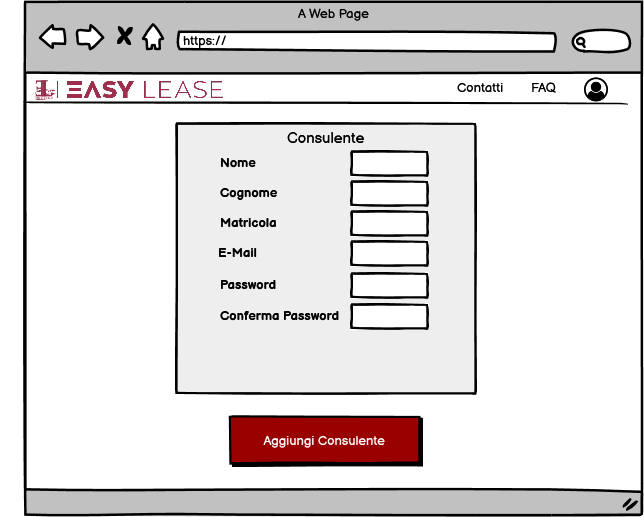 A Web Page
https://
EASY LEASE
Contatti
FAQ
Consulente
Nome
Cognome
Matricola
E-Mail
Password
Conferma Password
Aggiungi Consulente